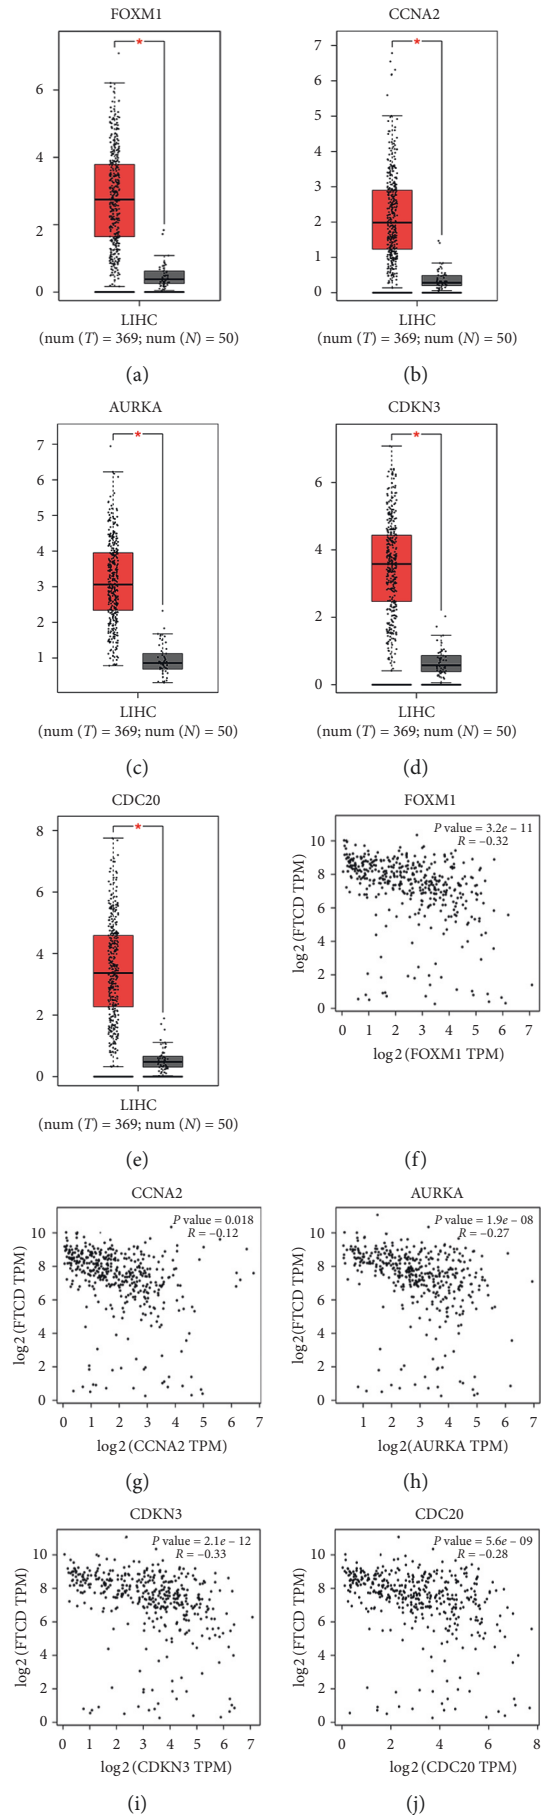 FOXM1
*
6
4
2
0
LIHC
(num (T) = 369; num (N) = 50)
(a)
CCNA2
*
7
6
5
4
3
2
1
0
LIHC
(num (T) = 369; num (N) = 50)
(b)
AURKA
*
7
6
5
4
3
2
1
LIHC
(num (T) = 369; num (N) = 50)
(c)
CDKN3
*
6
4
2
0
LIHC
(num (T) = 369; num (N) = 50)
(d)
CDC20
*
8
6
4
2
0
LIHC
(num (T) = 369; num (N) = 50)
(e)
FOXM1
P value = 3.2e – 11
R = –0.32
log2 (FTCD TPM)
10
8
6
4
2
0
0 1 2 3 4 5 6 7
log2 (FOXM1 TPM)
(f)
CCNA2
P value = 0.018
R = –0.12
log2 (FTCD TPM)
10
8
6
4
2
0
0 1 2 3 4 5 6 7
log2 (CCNA2 TPM)
(g)
AURKA
P value = 1.9e – 08
R = –0.27
log2(FTCD TPM)
10
8
6
4
2
0
1 2 3 4 5 6 7
log2(AURKA TPM)
(h)
CDKN3
P value = 2.1e – 12
R = –0.33
log2 (FTCD TPM)
10
8
6
4
2
0
0 1 2 3 4 5 6 7
log2 (CDKN3 TPM)
(i)
CDC20
P value = 5.6e – 09
R = –0.28
log2 (FTCD TPM)
10
8
6
4
2
0
0 2 4 6 8
log2 (CDC20 TPM)
(j)